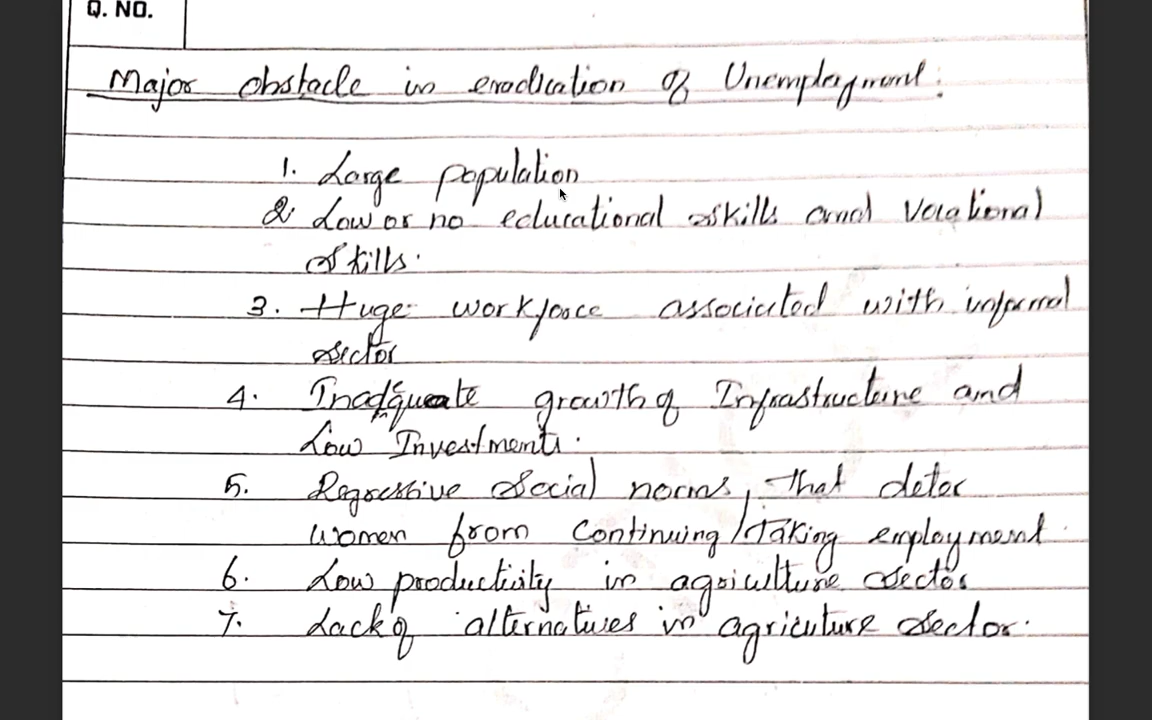 Q. NO.
Major obstacle in eradication of Unemployment:
1. Large population
2. Low or no educational skills and Vocational
skills.
3. Huge workforce associated with informal
sector
4. Inadequate growth of Infrastructure and
Low Investments.
5. Regressive Social norms, that deter
women from Continuing/Taking employment.
6. Low productivity in agriculture sector
7. Lack of alternatives in agriculture sector.